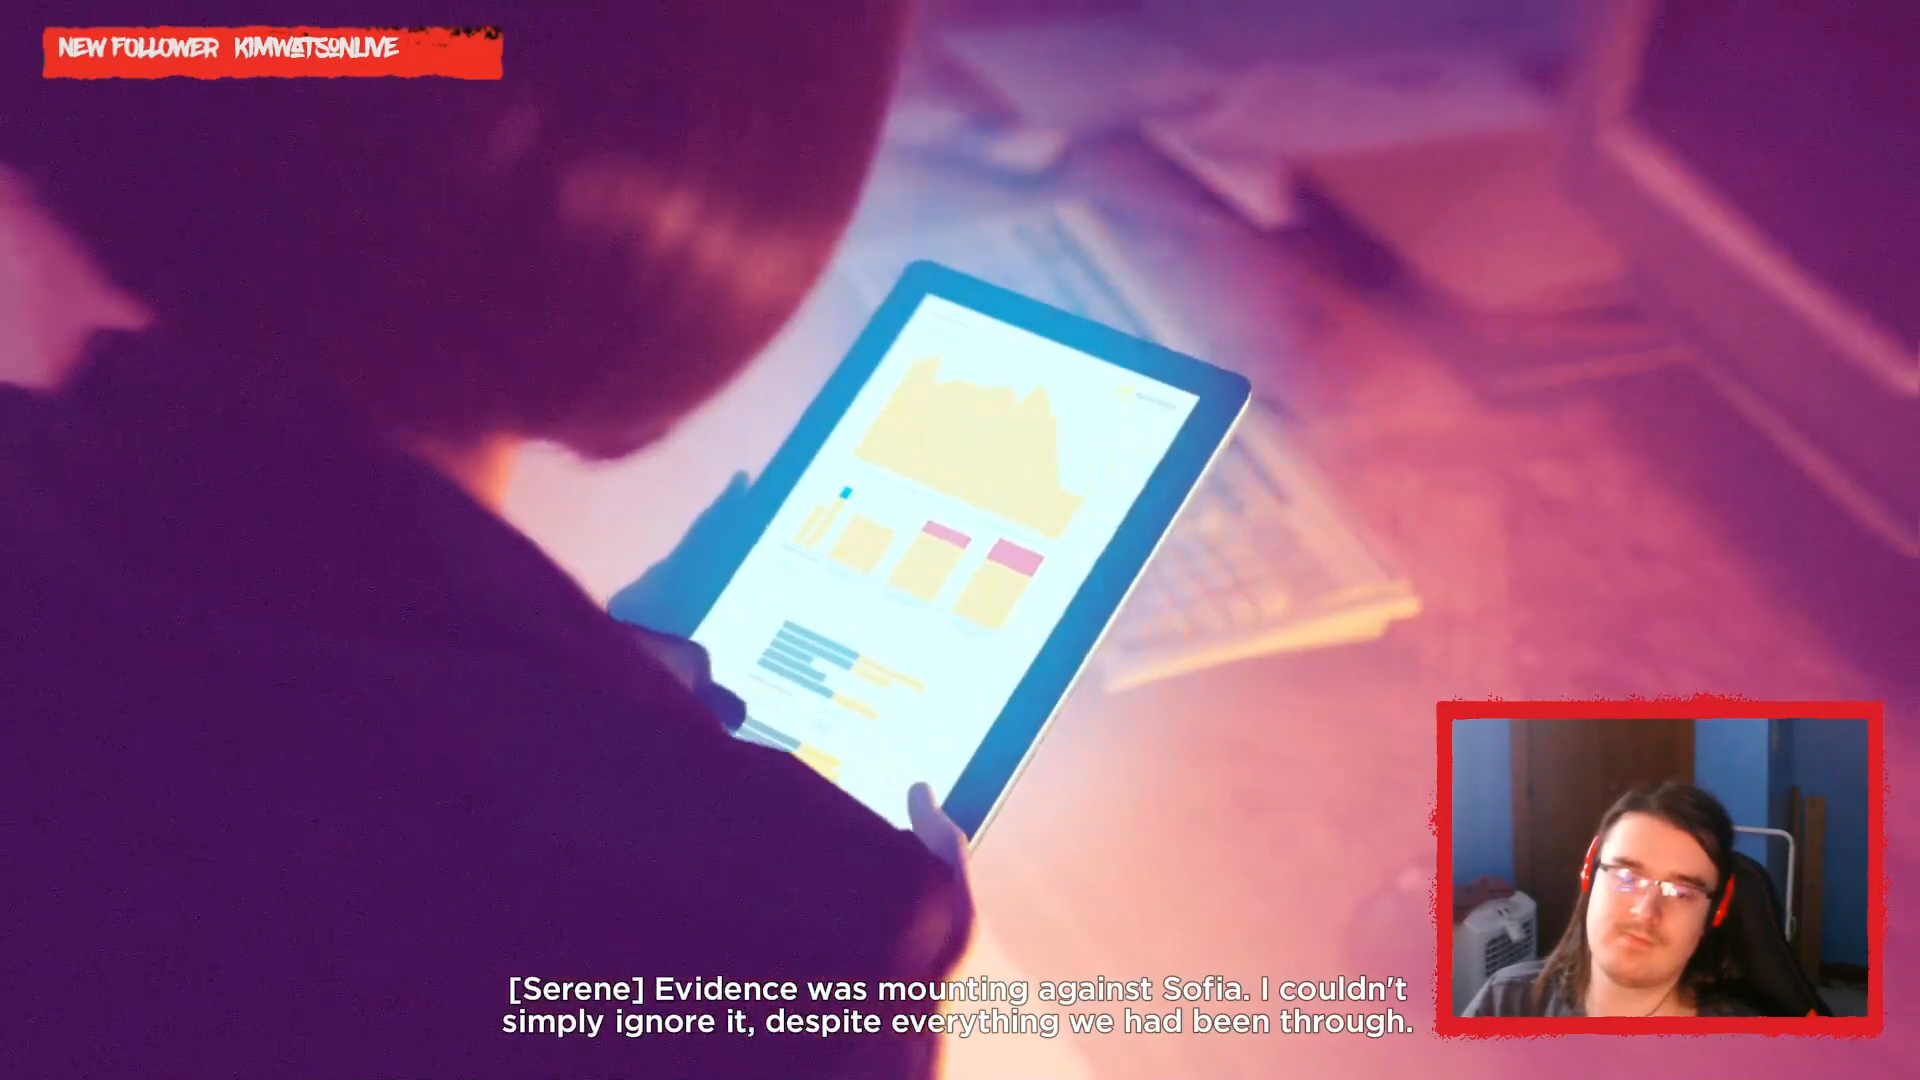 NEW FOLLOWER KIMWATSONLIVE
[Serene] Evidence was mounting against Sofia. I couldn't
simply ignore it, despite everything we had been through.